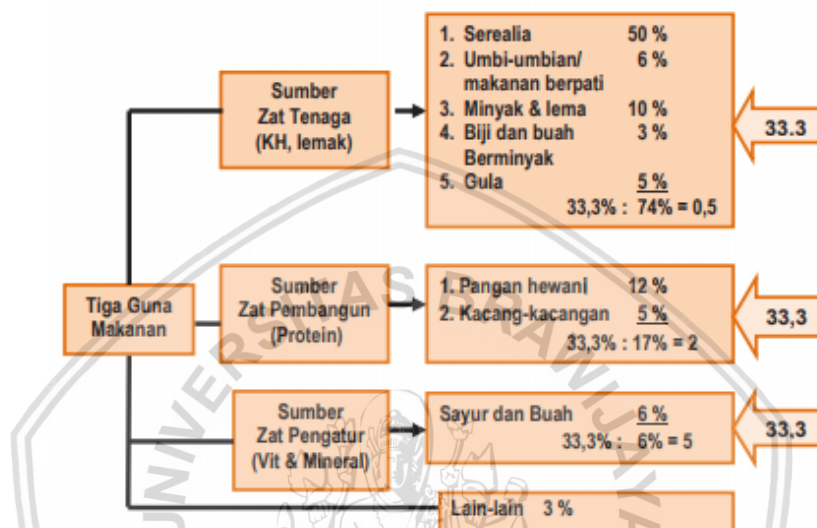 Tiga Guna
Makanan
Sumber
Zat Tenaga
(KH, lemak)
1. Serealia 50 %
2. Umbi-umbian/ 6 %
makanan berpati
3. Minyak & lema 10 %
4. Biji dan buah 3 %
Berminyak
5. Gula 5 %
33,3% : 74% = 0,5
33.3
Sumber
Zat Pembangun
(Protein)
1. Pangan hewani 12 %
2. Kacang-kacangan 5 %
33,3% : 17% = 2
33,3
Sumber
Zat Pengatur
(Vit & Mineral)
Sayur dan Buah 6 %
33,3% : 6% = 5
33,3
Lain-lain 3 %
UNIVERSITAS BRAWIJAYA